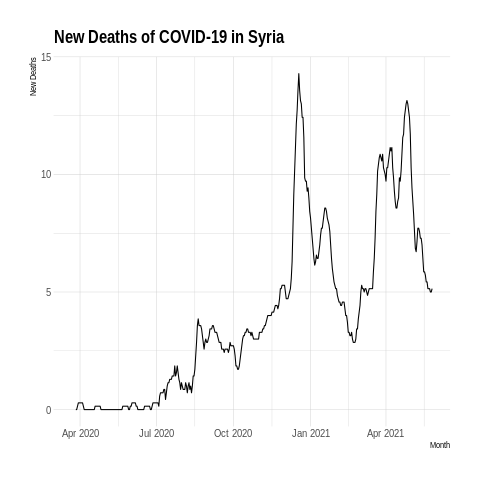 New Deaths of COVID-19 in Syria
New Deaths
15
10
5
0
Apr 2020 Jul 2020 Oct 2020 Jan 2021 Apr 2021
Month